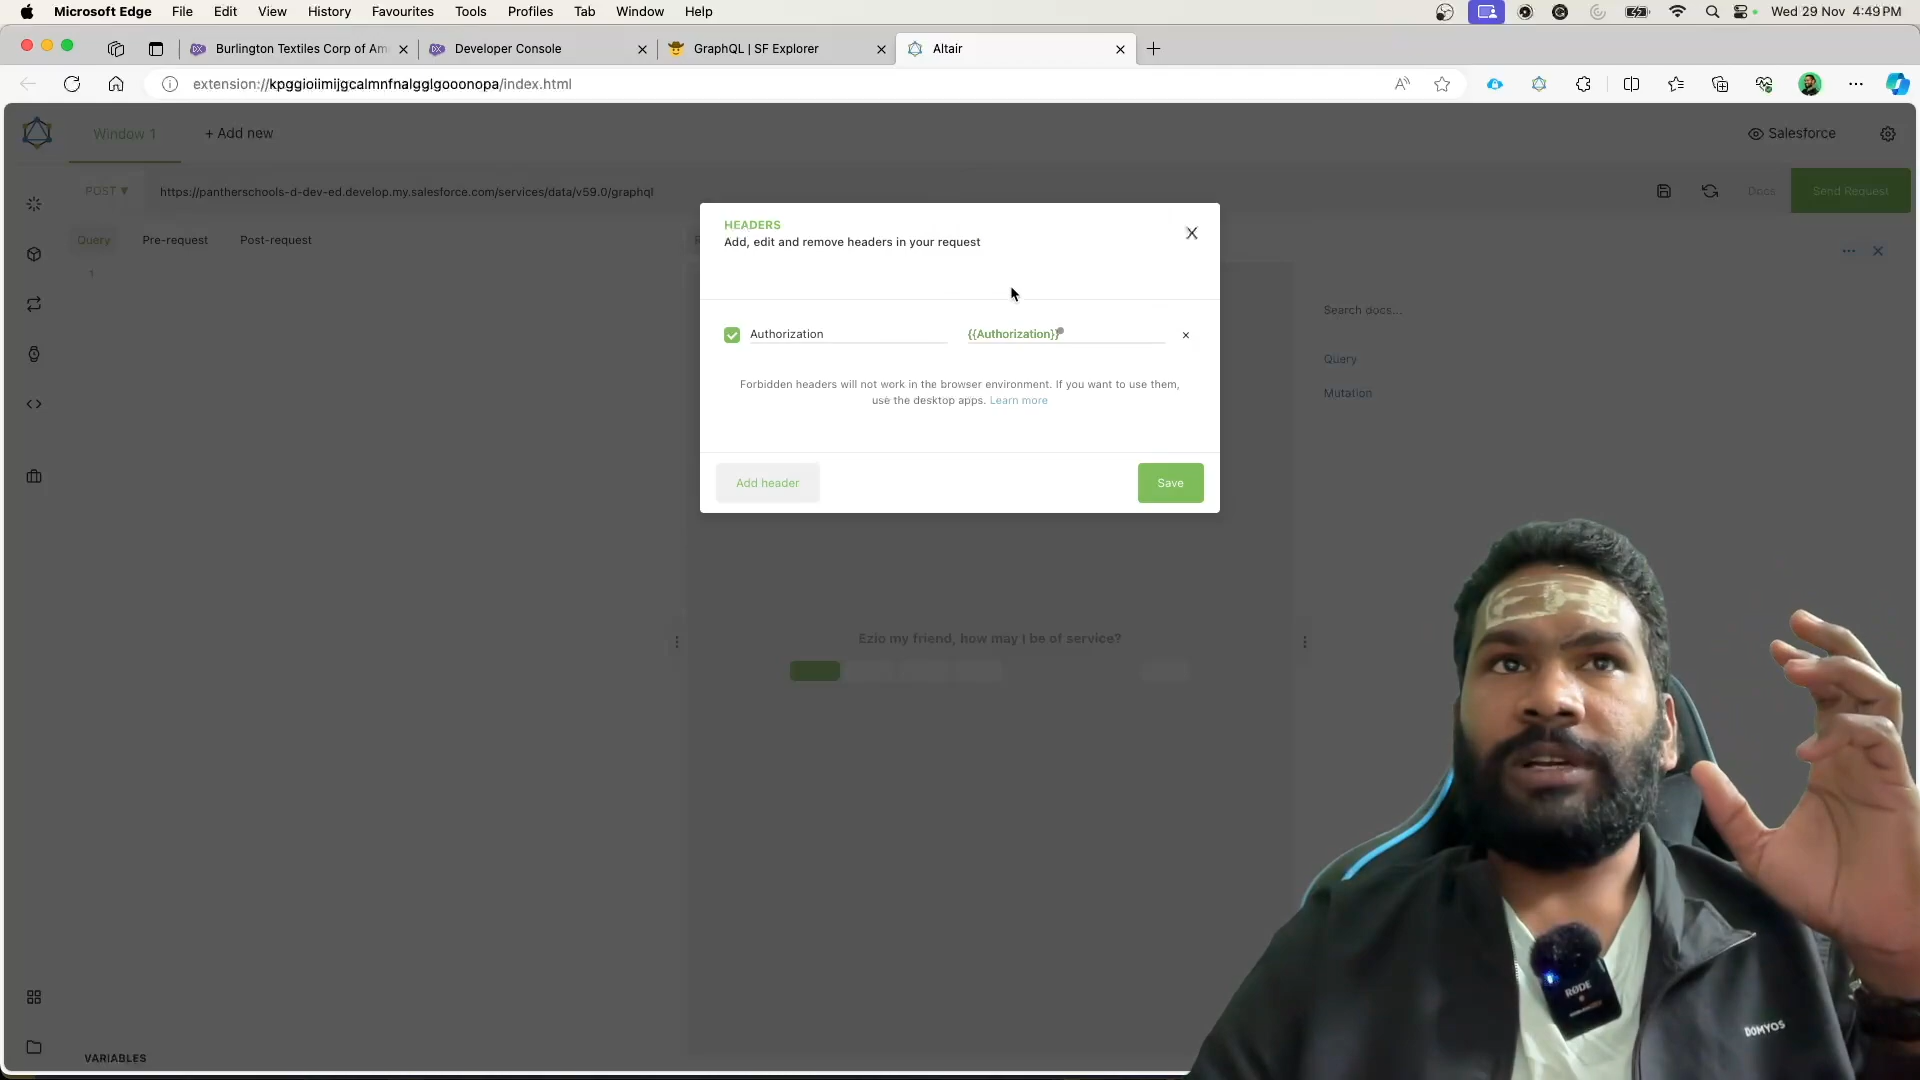 Microsoft Edge File Edit View History Favourites Tools Profiles Tab Window Help Wed 29 Nov 4:49 PM
Burlington Textiles Corp of Am Developer Console GraphQL | SF Explorer Altair
extension://kpggioiimijgcalmnfnalgglgooonopa/index.html
Window 1 + Add new Salesforce
POST https://pantherschools-d-dev-ed.develop.my.salesforce.com/services/data/v59.0/graphql Docs Send Request
Query Pre-request Post-request
1
HEADERS
Add, edit and remove headers in your request
Authorization {{Authorization}}
Forbidden headers will not work in the browser environment. If you want to use them,
use the desktop apps. Learn more
Add header Save
Search docs...
Query
Mutation
Ezio my friend, how may I be of service?
VARIABLES
RØDE
DOMYOS